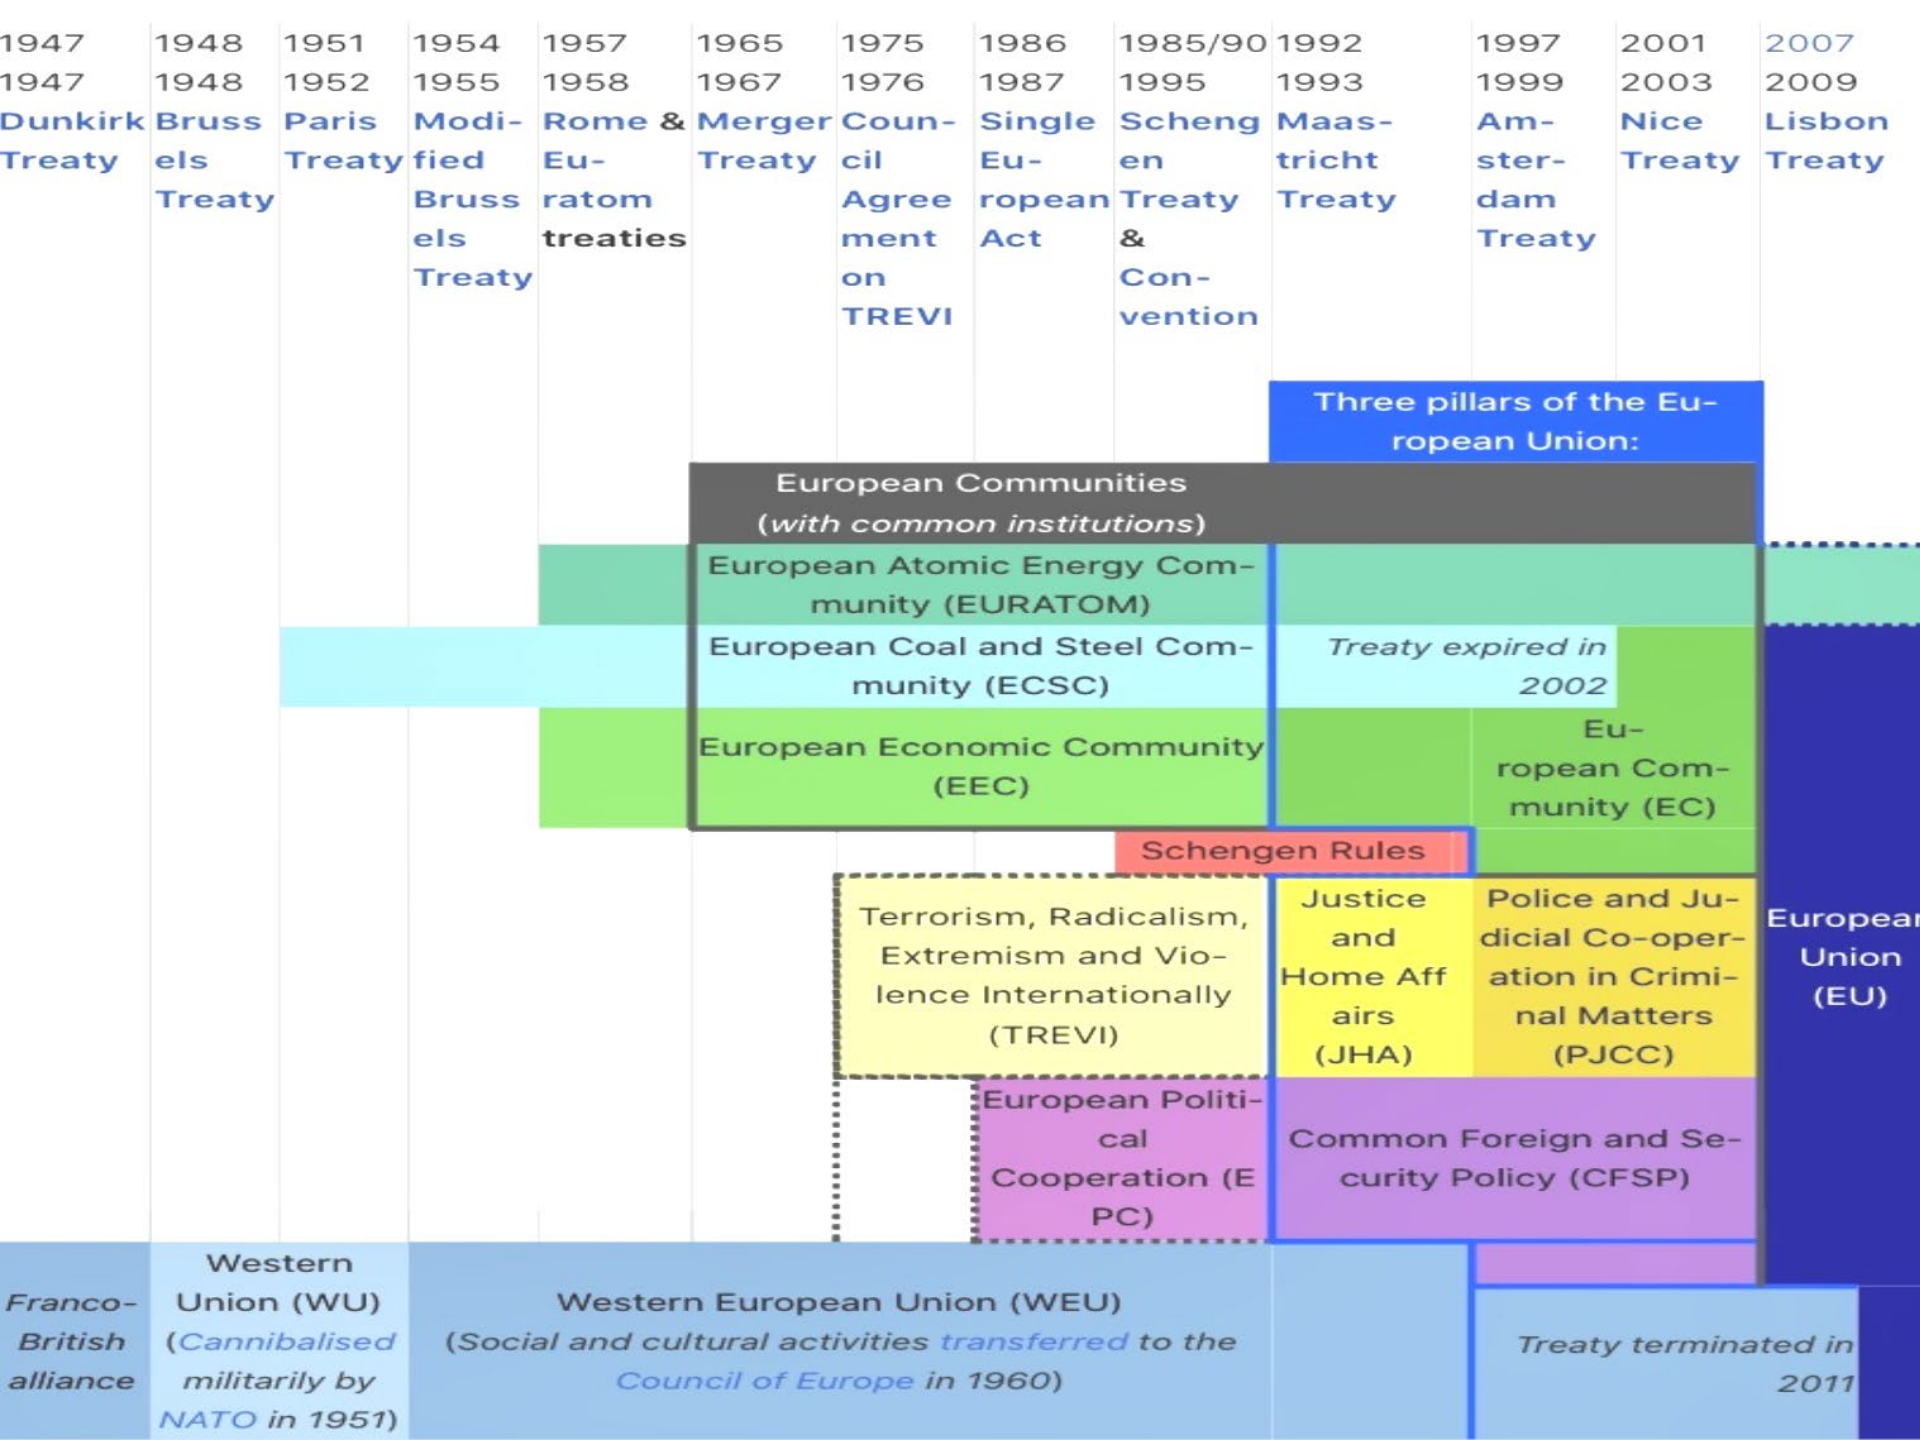 1947 1948 1951 1954 1957 1965 1975 1986 1985/90 1992 1997 2001 2007
1947 1948 1952 1955 1958 1967 1976 1987 1995 1993 1999 2003 2009
Dunkirk
Treaty
Bruss
els
Treaty
Paris
Treaty
Modi-
fied
Bruss
els
Treaty
Rome &
Eu-
ratom
treaties
Merger
Treaty
Coun-
cil
Agree
ment
on
TREVI
Single
Eu-
ropean
Act
Scheng
en
Treaty
&
Con-
vention
Maas-
tricht
Treaty
Am-
ster-
dam
Treaty
Nice
Treaty
Lisbon
Treaty
Three pillars of the Eu-
ropean Union:
European Communities
(with common institutions)
European Atomic Energy Com-
munity (EURATOM)
European Coal and Steel Com-
munity (ECSC)
Treaty expired in
2002
European Economic Community
(EEC)
Eu-
ropean Com-
munity (EC)
Schengen Rules
Terrorism, Radicalism,
Extremism and Vio-
lence Internationally
(TREVI)
Justice
and
Home Aff
airs
(JHA)
Police and Ju-
dicial Co-oper-
ation in Crimi-
nal Matters
(PJCC)
European
Union
(EU)
European Politi-
cal
Cooperation (E
PC)
Common Foreign and Se-
curity Policy (CFSP)
Franco-
British
alliance
Western
Union (WU)
(Cannibalised
militarily by
NATO in 1951)
Western European Union (WEU)
(Social and cultural activities transferred to the
Council of Europe in 1960)
Treaty terminated in
2011